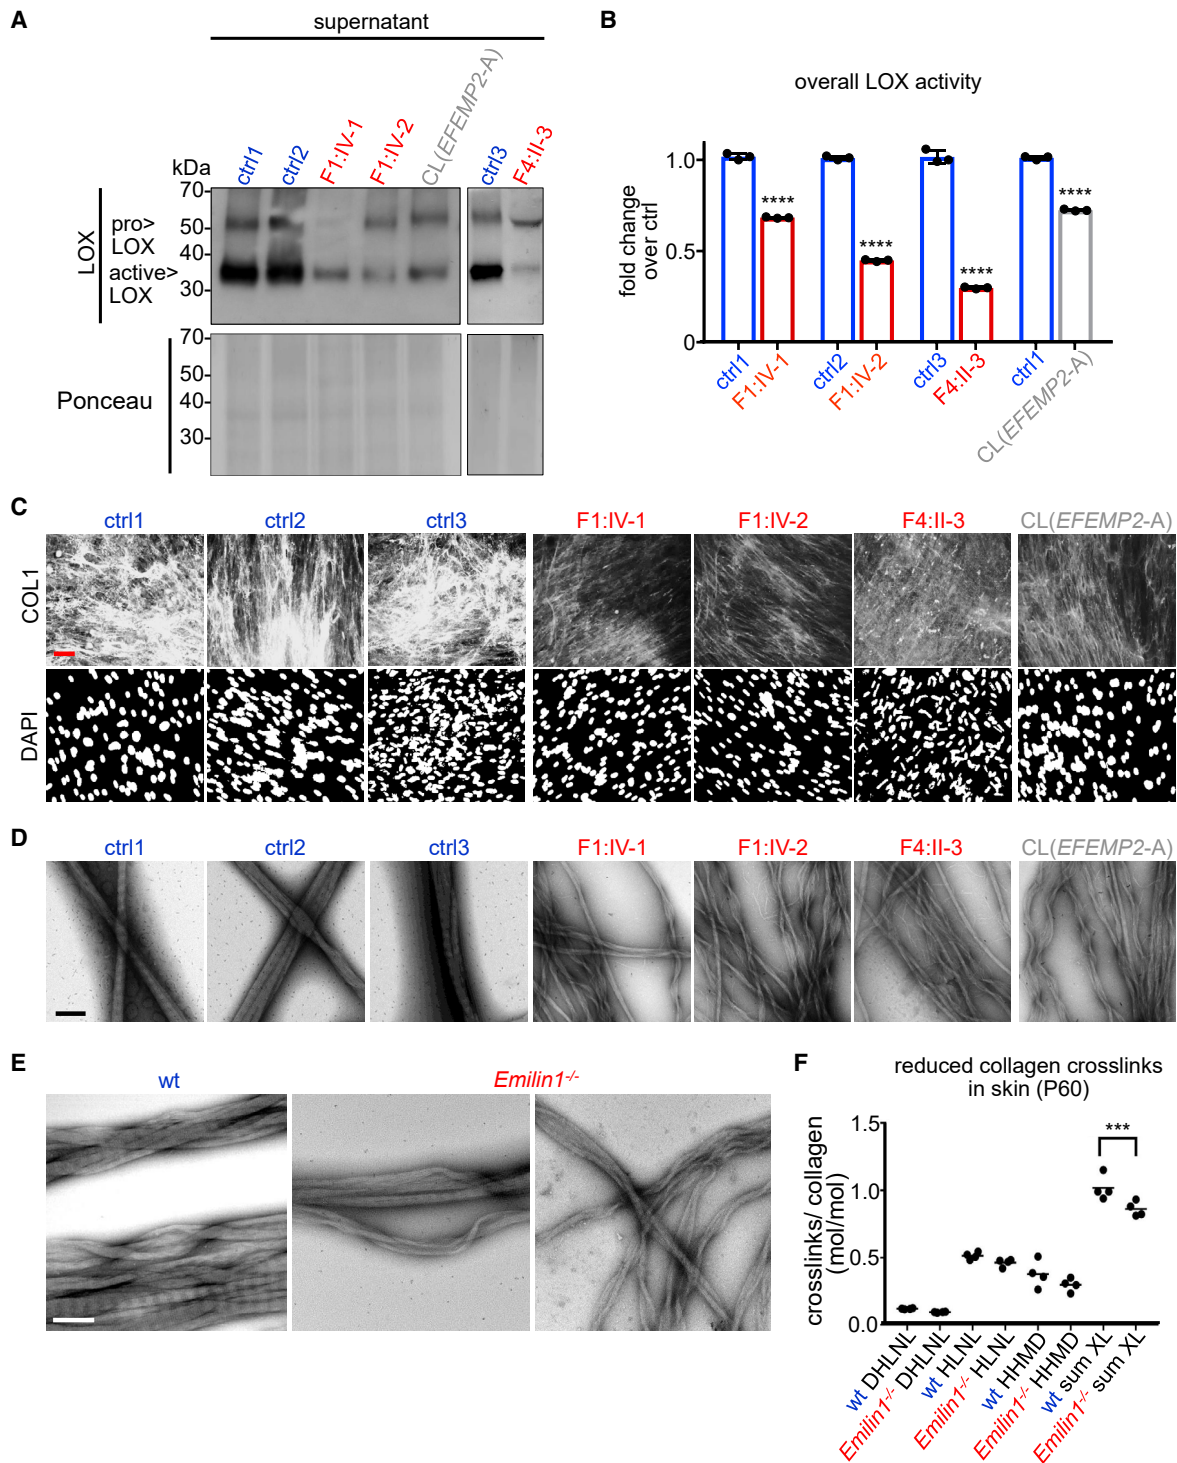 A
supernatant
kDa
ctrl1
ctrl2
F1:IV-1
F1:IV-2
CL(EFEMP2-A)
ctrl3
F4:II-3
70
50
40
30
LOX
pro>
LOX
active>
LOX
70
50
40
30
Ponceau
B
overall LOX activity
fold change
over ctrl
1.0
0.5
0
****
****
****
****
ctrl1
F1:IV-1
ctrl2
F1:IV-2
ctrl3
F4:II-3
ctrl1
CL(EFEMP2-A)
C
ctrl1 ctrl2 ctrl3 F1:IV-1 F1:IV-2 F4:II-3 CL(EFEMP2-A)
COL1
DAPI
D
ctrl1 ctrl2 ctrl3 F1:IV-1 F1:IV-2 F4:II-3 CL(EFEMP2-A)
E
wt Emilin1-/-
F
reduced collagen crosslinks
in skin (P60)
crosslinks/ collagen
(mol/mol)
1.5
1.0
0.5
0.0
***
wt DHLNL
Emilin1-/- DHLNL
wt HLNL
Emilin1-/- HLNL
wt HHMD
Emilin1-/- HHMD
wt sum XL
Emilin1-/- sum XL